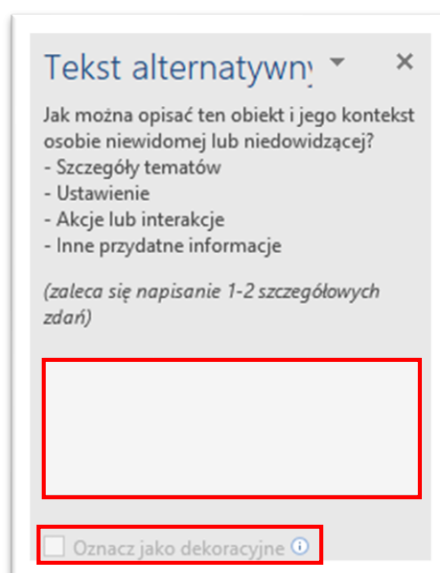 Tekst alternatywny
Jak można opisać ten obiekt i jego kontekst
osobie niewidomej lub niedowidzącej?
- Szczegóły tematów
- Ustawienie
- Akcje lub interakcje
- Inne przydatne informacje
(zaleca się napisanie 1-2 szczegółowych
zdań)
Oznacz jako dekoracyjne